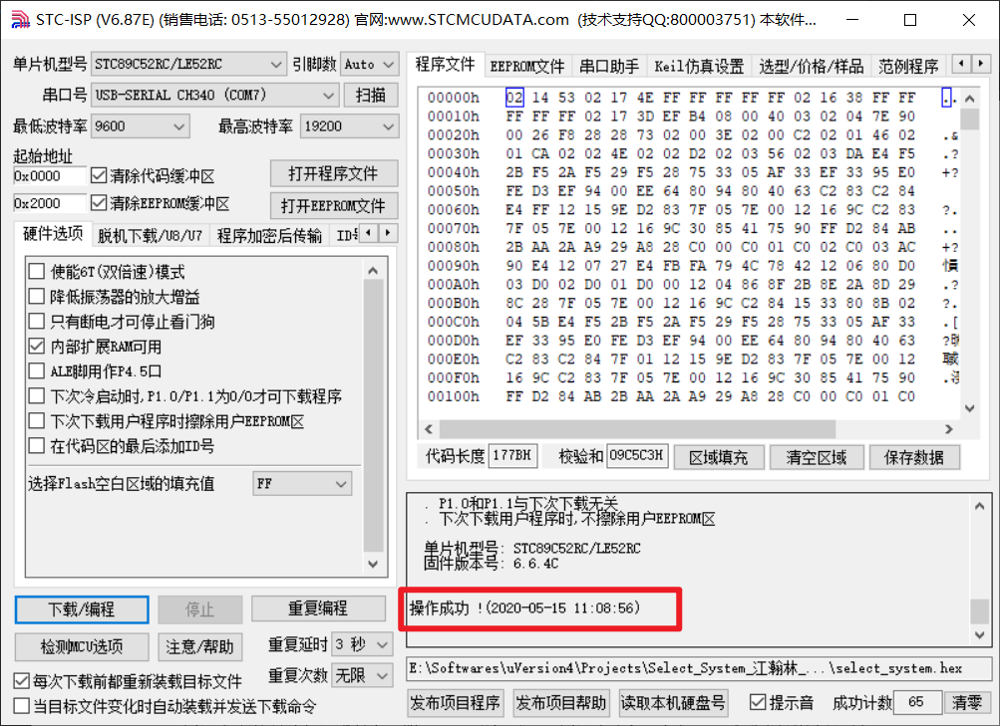 STC-ISP (V6.87E) (销售电话: 0513-55012928) 官网:www.STCMCUDATA.com (技术支持QQ:800003751) 本软件...
单片机型号 STC89C52RC/LE52RC 引脚数 Auto
串口号 USB-SERIAL CH340 (COM7) 扫描
最低波特率 9600 最高波特率 19200
起始地址
0x0000 清除代码缓冲区 打开程序文件
0x2000 清除EEPROM缓冲区 打开EEPROM文件
硬件选项 脱机下载/U8/U7 程序加密后传输
使能6T(双倍速)模式
降低振荡器的放大增益
只有断电才可停止看门狗
内部扩展RAM可用
ALE脚用作P4.5口
下次冷启动时,P1.0/P1.1为0/0才可下载程序
下次下载用户程序时擦除用户EEPROM区
在代码区的最后添加ID号
选择Flash空白区域的填充值 FF
下载/编程 停止 重复编程
检测MCU选项 注意/帮助 重复延时 3 秒
重复次数 无限
每次下载前都重新装载目标文件
当目标文件变化时自动装载并发送下载命令
程序文件 EEPROM文件 串口助手 Keil仿真设置 选型/价格/样品 范例程序
00000h 02 14 53 02 17 4E FF FF FF FF FF 02 16 38 FF FF ..
00010h FF FF FF 02 17 3D EF B4 08 00 40 03 02 04 7E 90
00020h 00 26 F8 28 28 73 02 00 3E 02 00 C2 02 01 46 02 .&
00030h 01 CA 02 02 4E 02 02 D2 02 03 56 02 03 DA E4 F5 .?
00040h 2B F5 2A F5 29 F5 28 75 33 05 AF 33 EF 33 95 E0 +?
00050h FE D3 EF 94 00 EE 64 80 94 80 40 63 C2 83 C2 84
00060h E4 FF 12 15 9E D2 83 7F 05 7E 00 12 16 9C C2 83 ?.
00070h 7F 05 7E 00 12 16 9C 30 85 41 75 90 FF D2 84 AB ..
00080h 2B AA 2A A9 29 A8 28 C0 00 C0 01 C0 02 C0 03 AC +?
00090h 90 E4 12 07 27 E4 FB FA 79 4C 78 42 12 06 80 D0
000A0h 03 D0 02 D0 01 D0 00 12 04 86 8F 2B 8E 2A 8D 29 .?
000B0h 8C 28 7F 05 7E 00 12 16 9C C2 84 15 33 80 8B 02 ?.
000C0h 04 5B E4 F5 2B F5 2A F5 29 F5 28 75 33 05 AF 33 .[
000D0h EF 33 95 E0 FE D3 EF 94 00 EE 64 80 94 80 40 63
000E0h C2 83 C2 84 7F 01 12 15 9E D2 83 7F 05 7E 00 12
000F0h 16 9C C2 83 7F 05 7E 00 12 16 9C 30 85 41 75 90
00100h FF D2 84 AB 2B AA 2A A9 29 A8 28 C0 00 C0 01 C0
代码长度 177BH 校验和 09C5C3H 区域填充 清空区域 保存数据
. P1.0和P1.1与下次下载无关
. 下次下载用户程序时,不擦除用户EEPROM区
单片机型号: STC89C52RC/LE52RC
固件版本号: 6.6.4C
操作成功 !(2020-05-15 11:08:56)
E:\Softwares\uVersion4\Projects\Select_System_江翰林_...\select_system.hex
发布项目程序 发布项目帮助 读取本机硬盘号 提示音 成功计数 65 清零